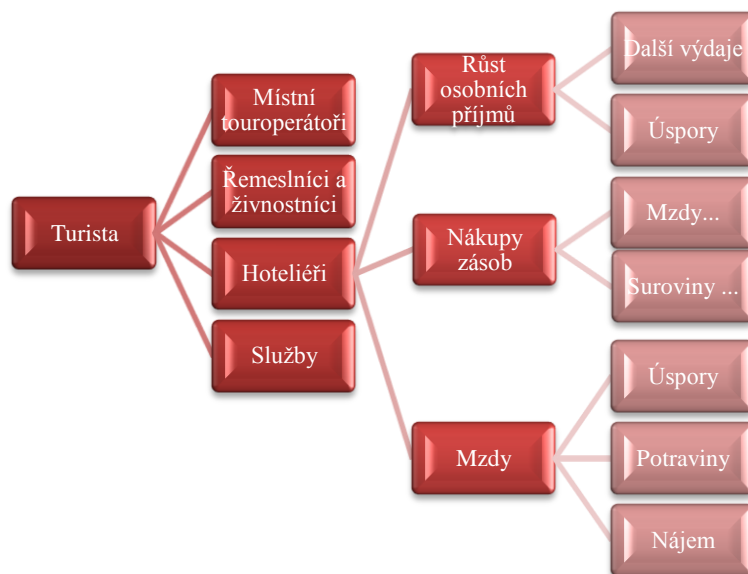 Turista
Místní
touroperátoři
Řemeslníci a
živnostníci
Hoteliéři
Služby
Růst
osobních
příjmů
Nákupy
zásob
Mzdy
Další výdaje
Úspory
Mzdy...
Suroviny ...
Úspory
Potraviny
Nájem